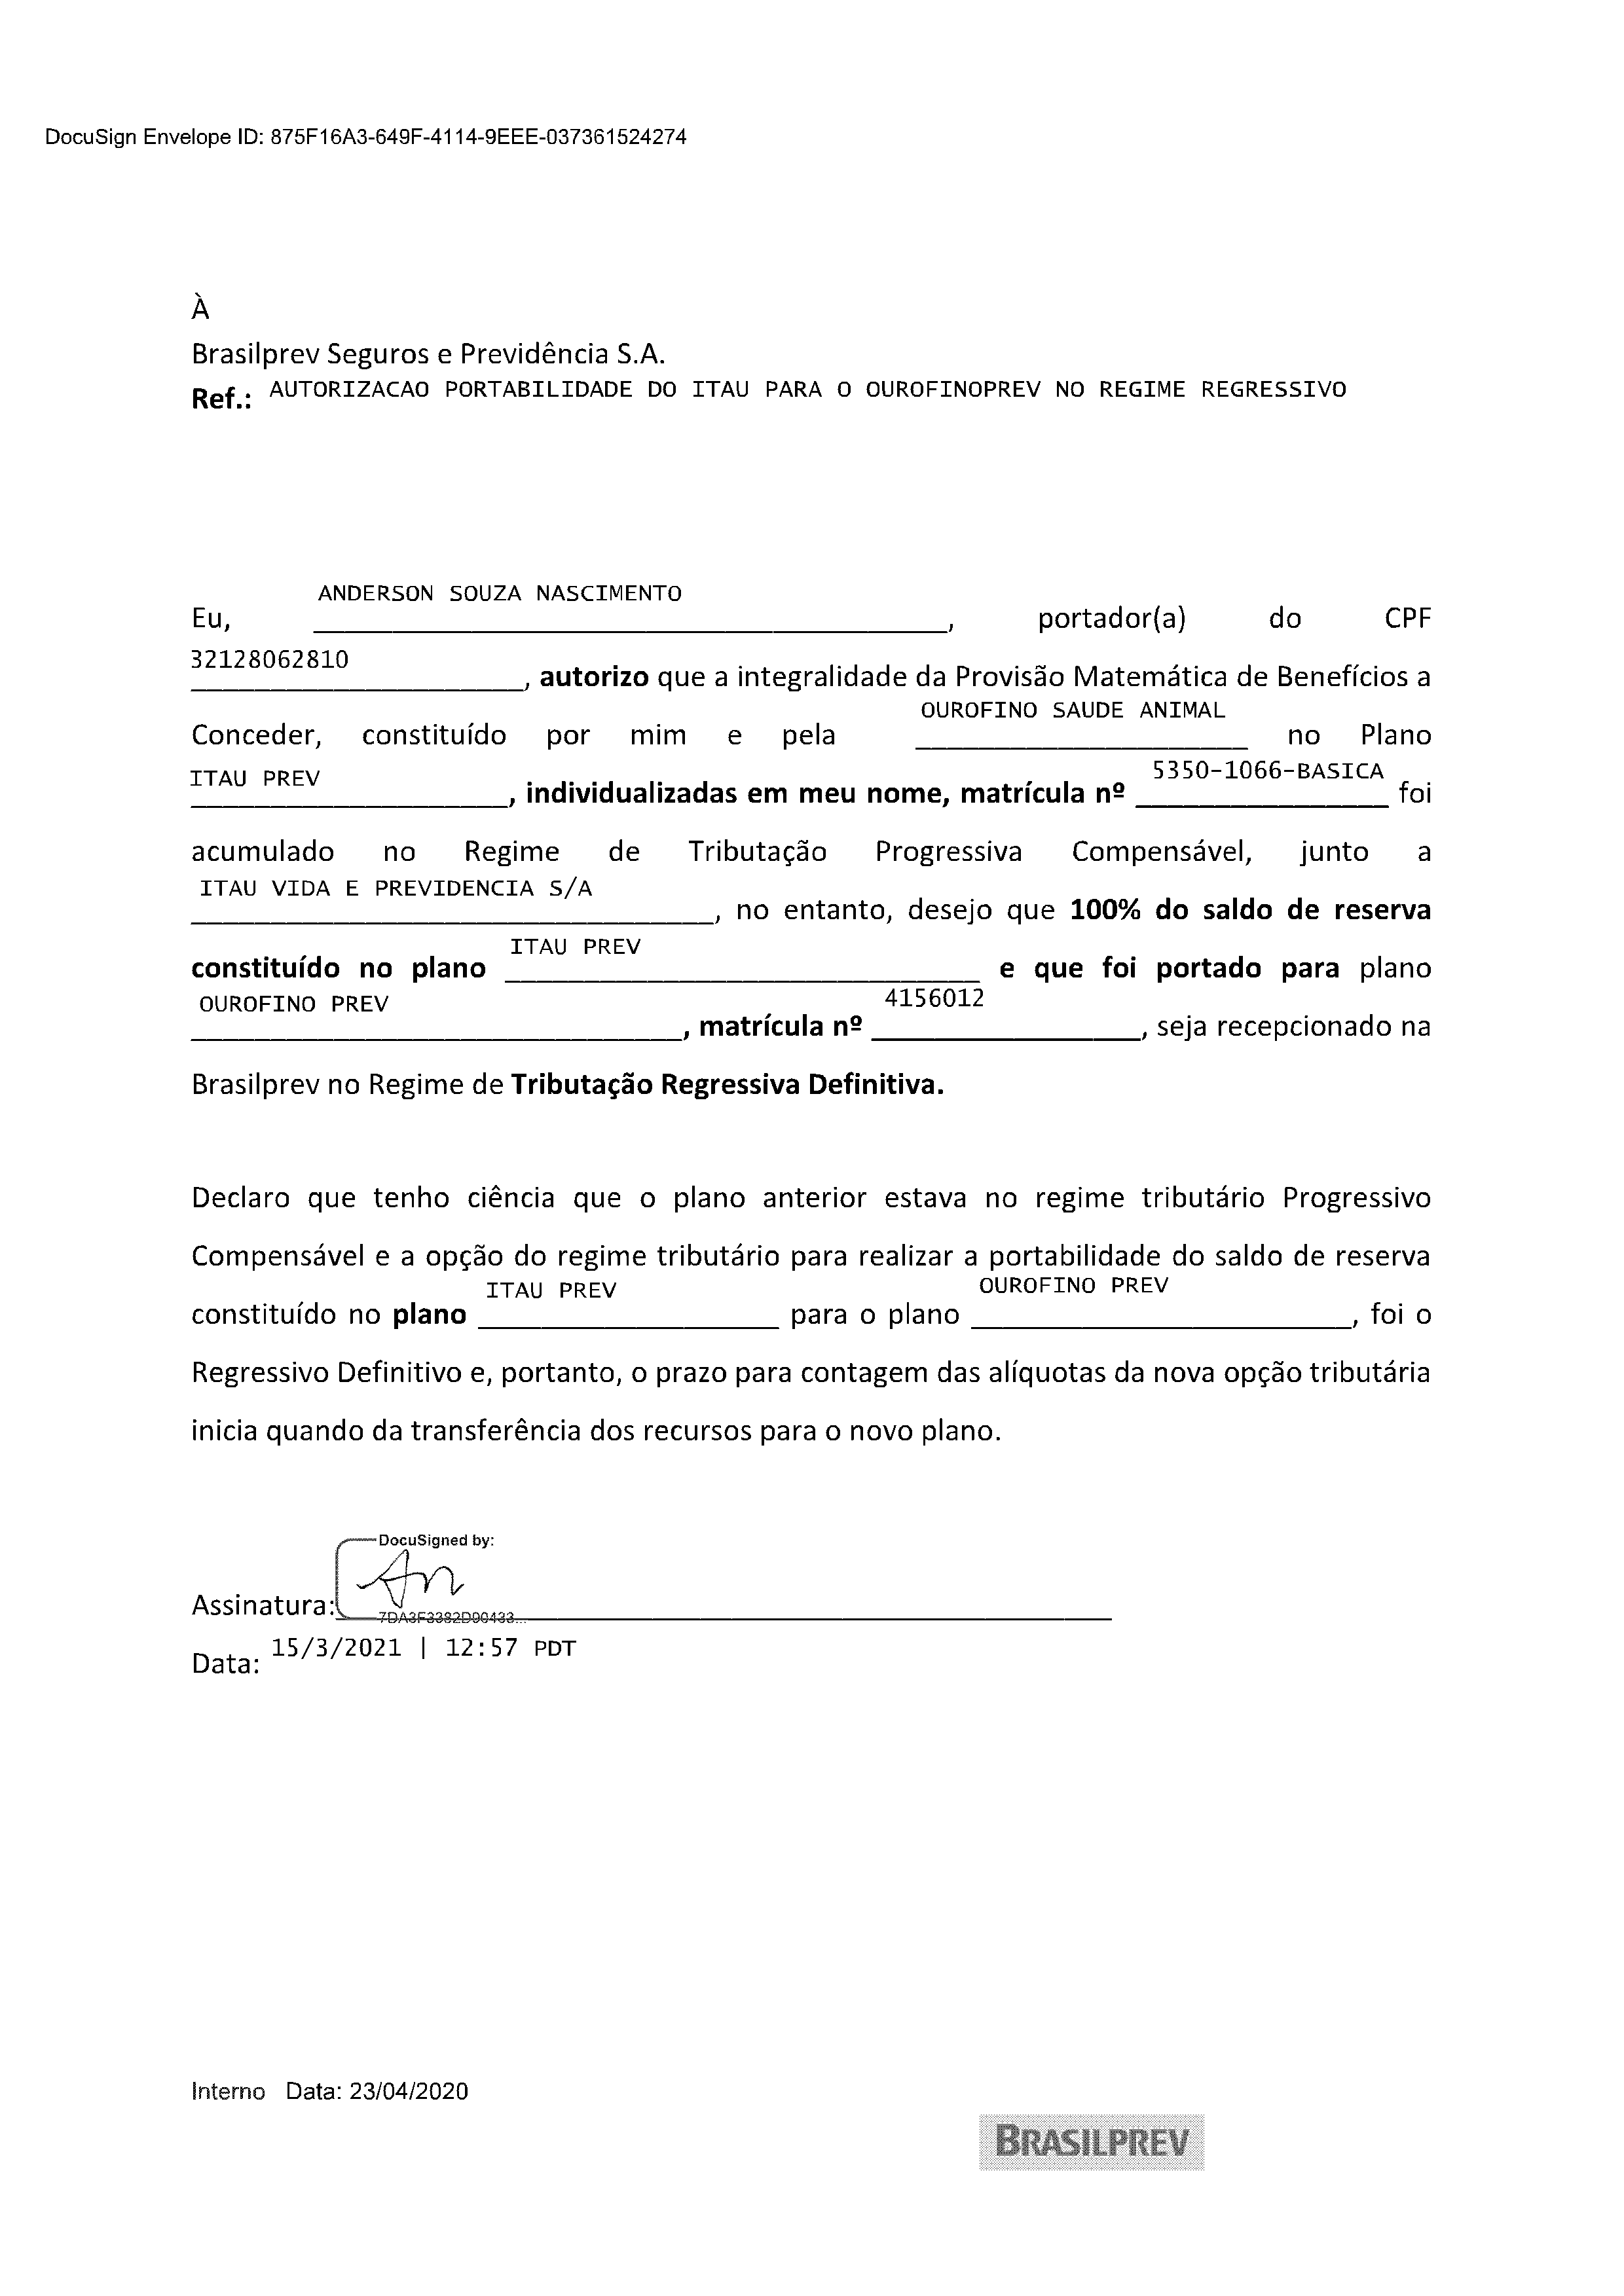 DocuSign Envelope ID: 875F16A3-649F-4114-9EEE-037361524274
À
Brasilprev Seguros e Previdência S.A.
Ref.: AUTORIZACAO PORTABILIDADE DO ITAU PARA O OUROFINOPREV NO REGIME REGRESSIVO
Eu, ANDERSON SOUZA NASCIMENTO, portador(a) do CPF
32128062810, autorizo que a integralidade da Provisão Matemática de Benefícios a
Conceder, constituído por mim e pela OUROFINO SAUDE ANIMAL no Plano
ITAU PREV, individualizadas em meu nome, matrícula nº 5350-1066-BASICA foi
acumulado no Regime de Tributação Progressiva Compensável, junto a
ITAU VIDA E PREVIDENCIA S/A, no entanto, desejo que 100% do saldo de reserva
constituído no plano ITAU PREV e que foi portado para plano
OUROFINO PREV, matrícula nº 4156012, seja recepcionado na
Brasilprev no Regime de Tributação Regressiva Definitiva.
Declaro que tenho ciência que o plano anterior estava no regime tributário Progressivo
Compensável e a opção do regime tributário para realizar a portabilidade do saldo de reserva
constituído no plano ITAU PREV para o plano OUROFINO PREV, foi o
Regressivo Definitivo e, portanto, o prazo para contagem das alíquotas da nova opção tributária
inicia quando da transferência dos recursos para o novo plano.
DocuSigned by:
Assinatura:
7DA3F3382D90433...
Data: 15/3/2021 | 12:57 PDT
Interno Data: 23/04/2020
BRASILPREV